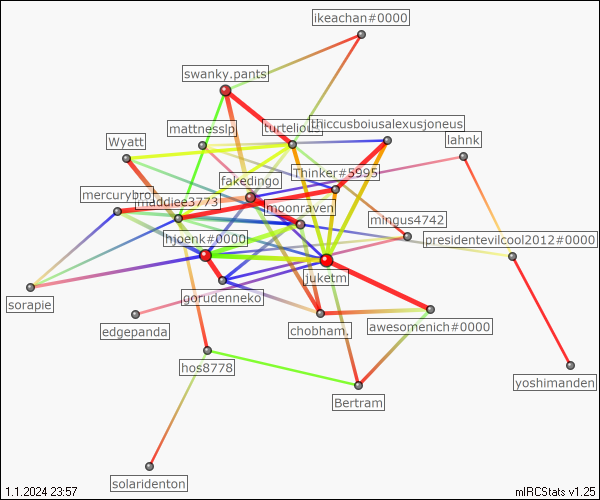 ikeachan#0000
swanky.pants
mattnesslp
turtelious
thiccusboiusalexusjoneus
Wyatt
lahnk
Thinker#5995
fakedingo
mercurybro
maddiee3773
moonraven
mingus4742
hjoenk#0000
presidentevilcool2012#0000
juketm
sorapie
gorudenneko
edgepanda
chobham.
awesomenich#0000
hos8778
yoshimanden
Bertram
solaridenton
1.1.2024 23:57
mIRCStats v1.25